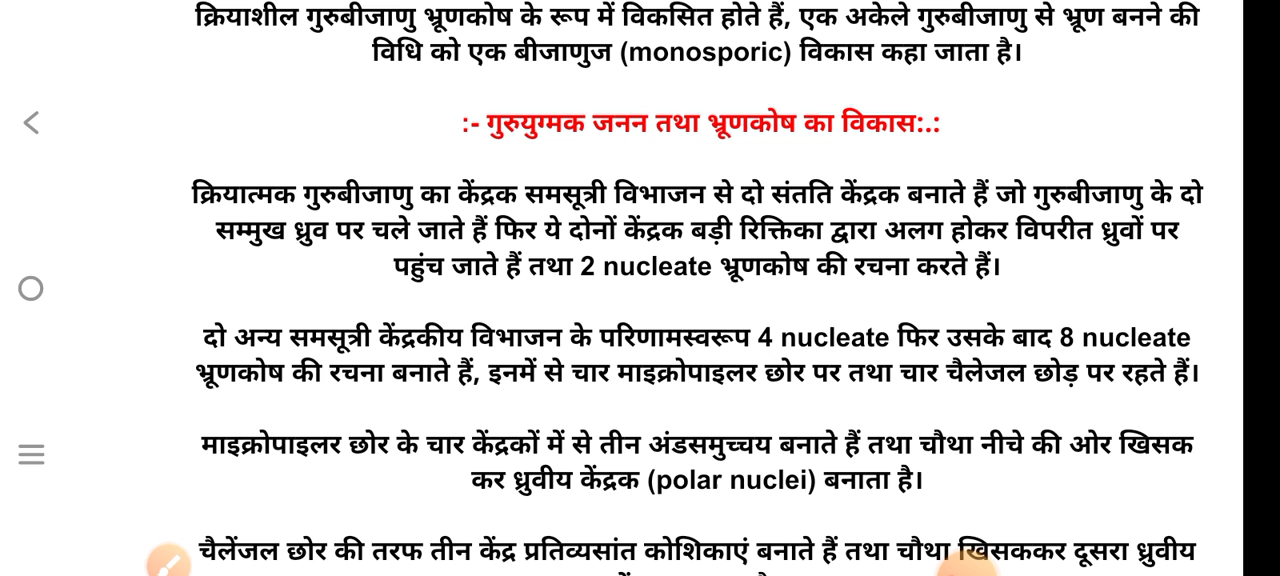 क्रियाशील गुरुबीजाणु भ्रूणकोष के रूप में विकसित होते हैं, एक अकेले गुरुबीजाणु से भ्रूण बनने की
विधि को एक बीजाणुज (monosporic) विकास कहा जाता है।
:- गुरुयुग्मक जनन तथा भ्रूणकोष का विकास:.:
क्रियात्मक गुरुबीजाणु का केंद्रक समसूत्री विभाजन से दो संतति केंद्रक बनाते हैं जो गुरुबीजाणु के दो
सम्मुख ध्रुव पर चले जाते हैं फिर ये दोनों केंद्रक बड़ी रिक्तिका द्वारा अलग होकर विपरीत ध्रुवों पर
पहुंच जाते हैं तथा 2 nucleate भ्रूणकोष की रचना करते हैं।
दो अन्य समसूत्री केंद्रकीय विभाजन के परिणामस्वरूप 4 nucleate फिर उसके बाद 8 nucleate
भ्रूणकोष की रचना बनाते हैं, इनमें से चार माइक्रोपाइलर छोर पर तथा चार चैलेजल छोड़ पर रहते हैं।
माइक्रोपाइलर छोर के चार केंद्रकों में से तीन अंडसमुच्चय बनाते हैं तथा चौथा नीचे की ओर खिसक
कर ध्रुवीय केंद्रक (polar nuclei) बनाता है।
चैलेंजल छोर की तरफ तीन केंद्र प्रतिव्यसांत कोशिकाएं बनाते हैं तथा चौथा खिसककर दूसरा ध्रुवीय